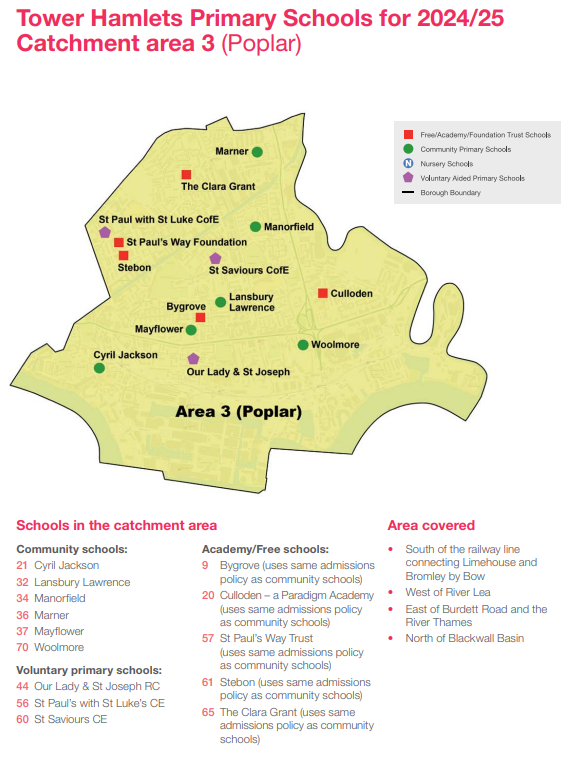 Tower Hamlets Primary Schools for 2024/25
Catchment area 3 (Poplar)
Free/Academy/Foundation Trust Schools
Community Primary Schools
N Nursery Schools
Voluntary Aided Primary Schools
Borough Boundary
Marner
The Clara Grant
St Paul with St Luke CofE
Manorfield
St Paul's Way Foundation
Stebon
St Saviours CofE
Culloden
Lansbury
Lawrence
Bygrove
Mayflower
Woolmore
Cyril Jackson
Our Lady & St Joseph
Area 3 (Poplar)
Schools in the catchment area
Community schools:
21 Cyril Jackson
32 Lansbury Lawrence
34 Manorfield
36 Marner
37 Mayflower
70 Woolmore
Voluntary primary schools:
44 Our Lady & St Joseph RC
56 St Paul's with St Luke's CE
60 St Saviours CE
Academy/Free schools:
9 Bygrove (uses same admissions
policy as community schools)
20 Culloden – a Paradigm Academy
(uses same admissions policy
as community schools)
57 St Paul's Way Trust
(uses same admissions policy
as community schools)
61 Stebon (uses same admissions
policy as community schools)
65 The Clara Grant (uses same
admissions policy as community
schools)
Area covered
• South of the railway line
connecting Limehouse and
Bromley by Bow
• West of River Lea
• East of Burdett Road and the
River Thames
• North of Blackwall Basin